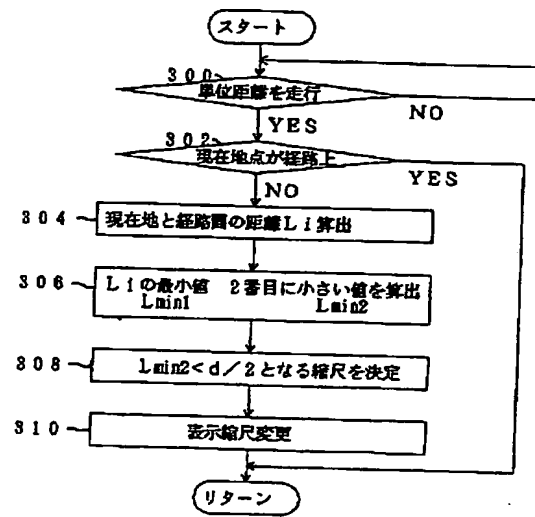 スタート
300
単位距離を走行
NO
YES
302
現在地点が経路上
YES
NO
304
現在地と経路間の距離Li算出
306
Liの最小値 2番目に小さい値を算出
Lmin1 Lmin2
308
Lmin2<d/2となる縮尺を決定
310
表示縮尺変更
リターン